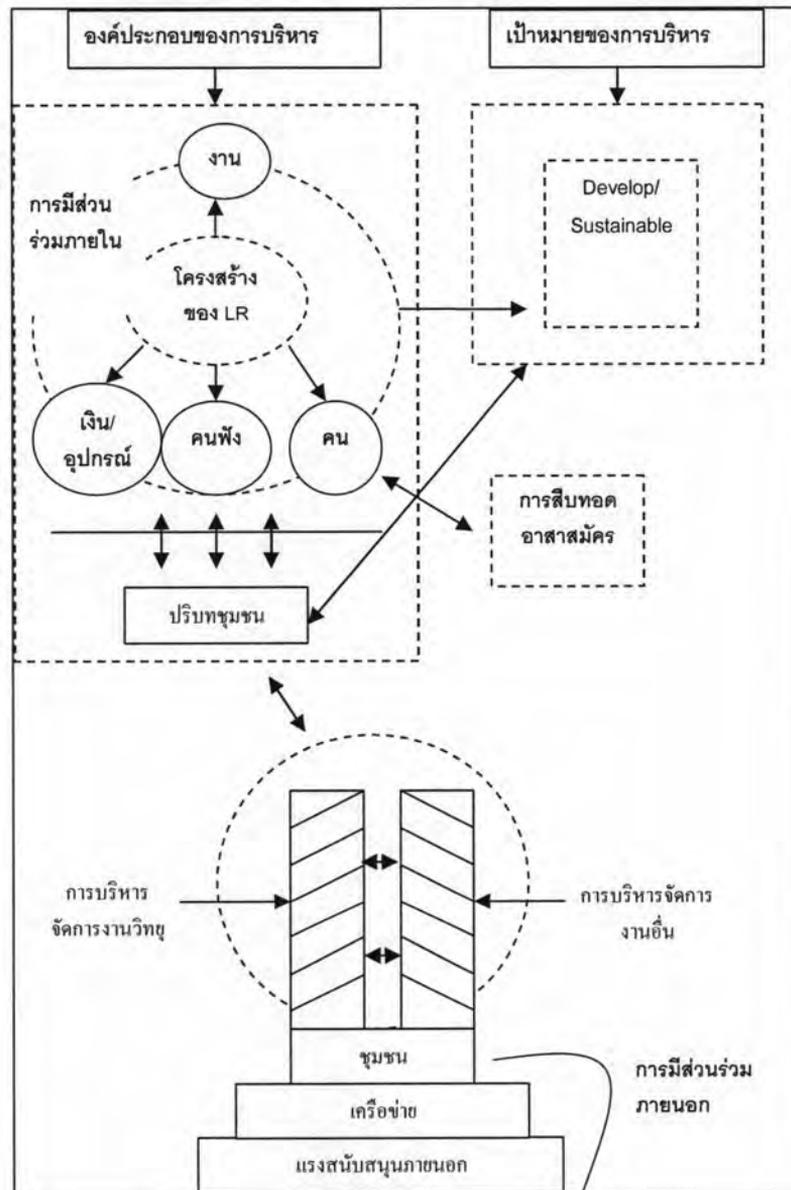 องค์ประกอบของการบริหาร
เป้าหมายของการบริหาร
งาน
การมีส่วน
ร่วมภายใน
โครงสร้าง
ของ LR
Develop/
Sustainable
เงิน/
อุปกรณ์
คนฟัง
คน
การสืบทอด
อาสาสมัคร
ปริบทชุมชน
การบริหาร
จัดการงานวิทยุ
การบริหารจัดการ
งานอื่น
ชุมชน
การมีส่วนร่วม
ภายนอก
เครือข่าย
แรงสนับสนุนภายนอก